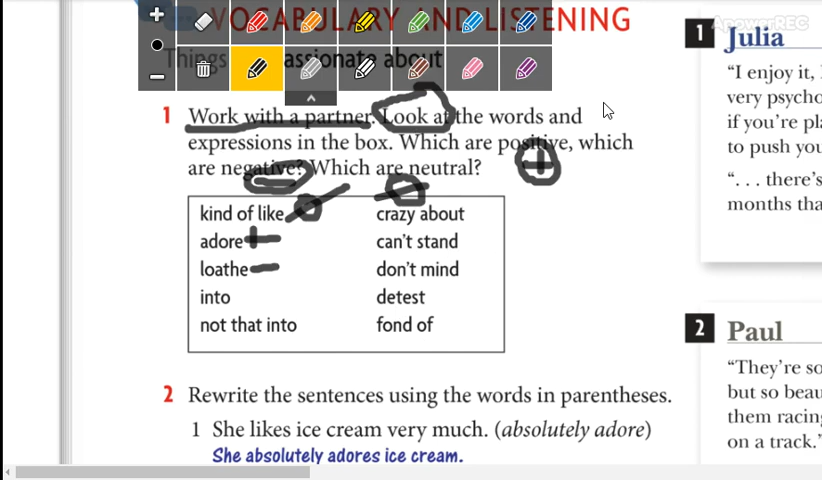 VOCABULARY AND LISTENING
Things assionate about
1 Work with a partner. Look at the words and
expressions in the box. Which are positive, which
are negative? Which are neutral?
kind of like
adore +
loathe –
into
not that into
crazy about
can't stand
don't mind
detest
fond of
2 Rewrite the sentences using the words in parentheses.
1 She likes ice cream very much. (absolutely adore)
She absolutely adores ice cream.
1 Julia
"I enjoy it,
very psycho
if you're pla
to push you
". . . there's
months tha
2 Paul
"They're so
but so beau
them racing
on a track."
ApowerREC